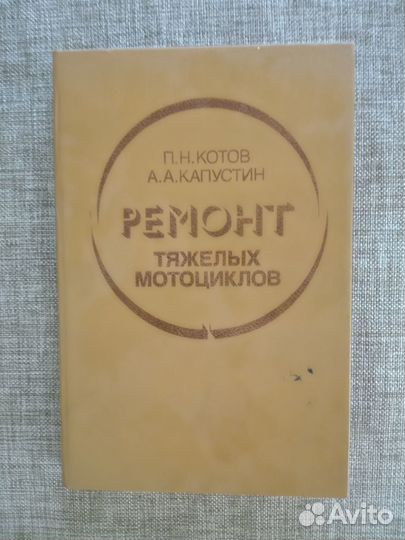 П.Н.КОТОВ
А.А.КАПУСТИН
РЕМОНТ
ТЯЖЕЛЫХ
МОТОЦИКЛОВ
Avito